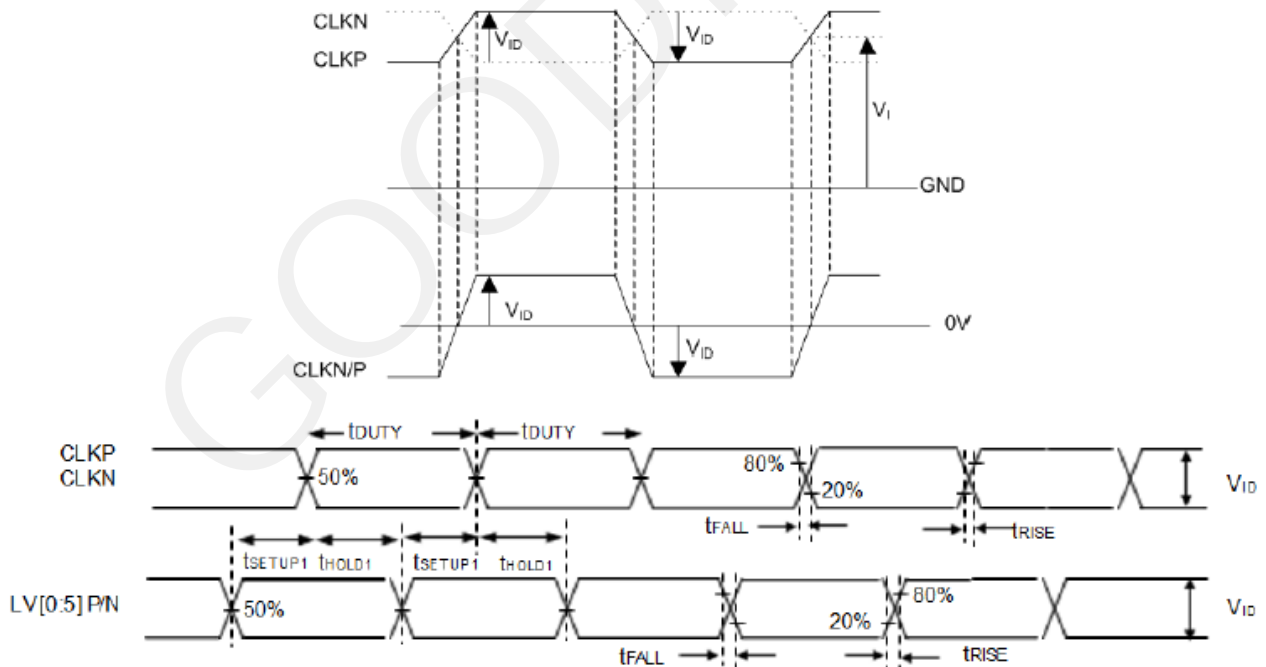 CLKN
CLKP
VID
VID
VI
GND
VID
0V
VID
CLKN/P
tDUTY
tDUTY
CLKP
CLKN
50%
80%
20%
VID
tFALL
tRISE
tSETUP1
tHOLD1
tSETUP1
tHOLD1
LV[0:5] P/N
50%
20%
80%
VID
tFALL
tRISE